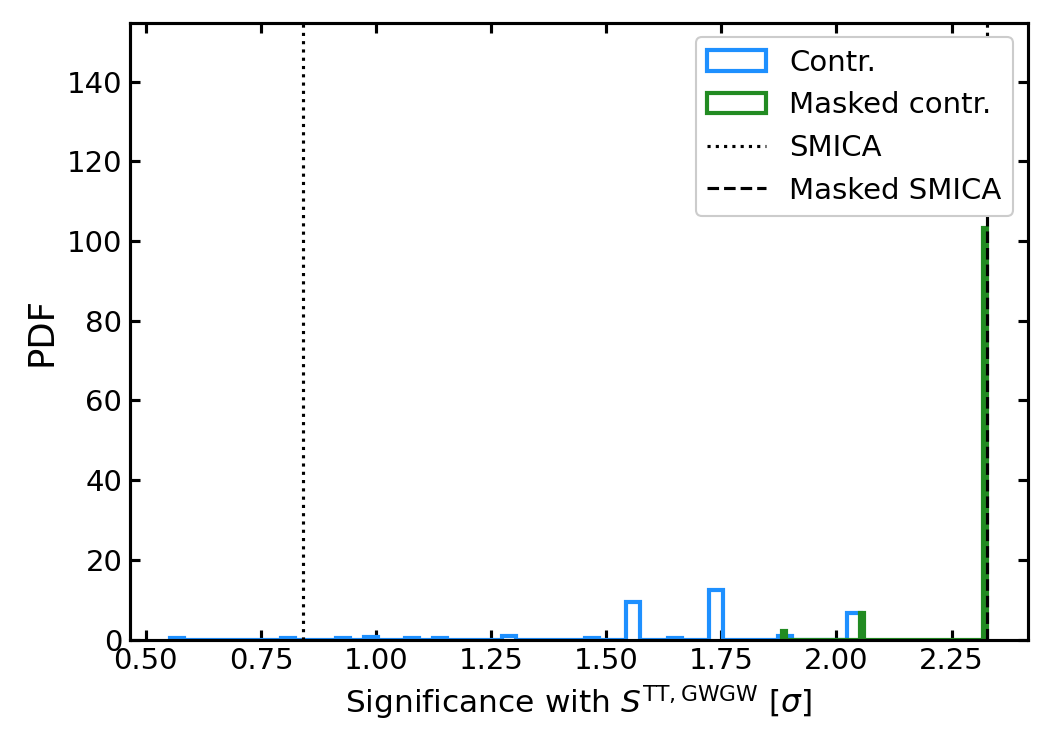 140
120
100
80
60
40
20
0
PDF
0.50 0.75 1.00 1.25 1.50 1.75 2.00 2.25
Significance with S^TT,GWGW [σ]
Contr.
Masked contr.
SMICA
Masked SMICA